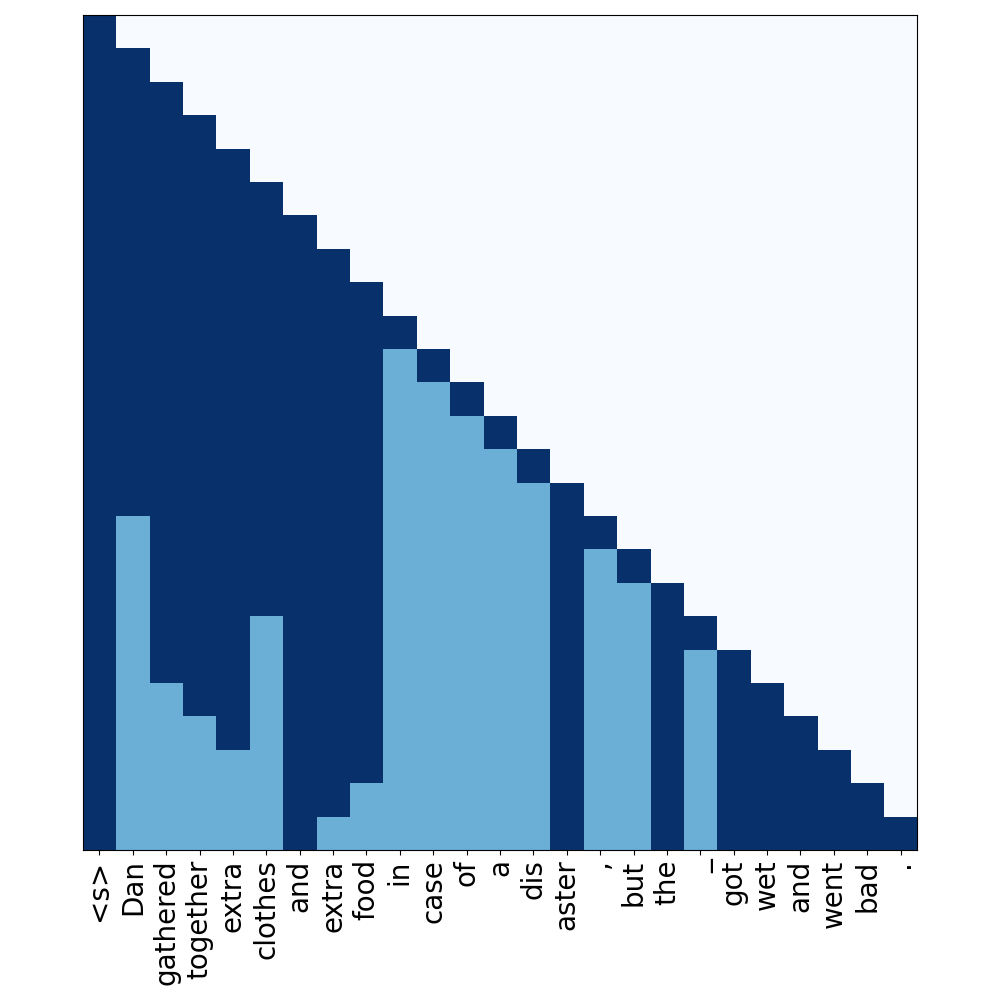 <s>
Dan
gathered
together
extra
clothes
and
extra
food
in
case
of
a
dis
aster
,
but
the
_
got
wet
and
went
bad
.